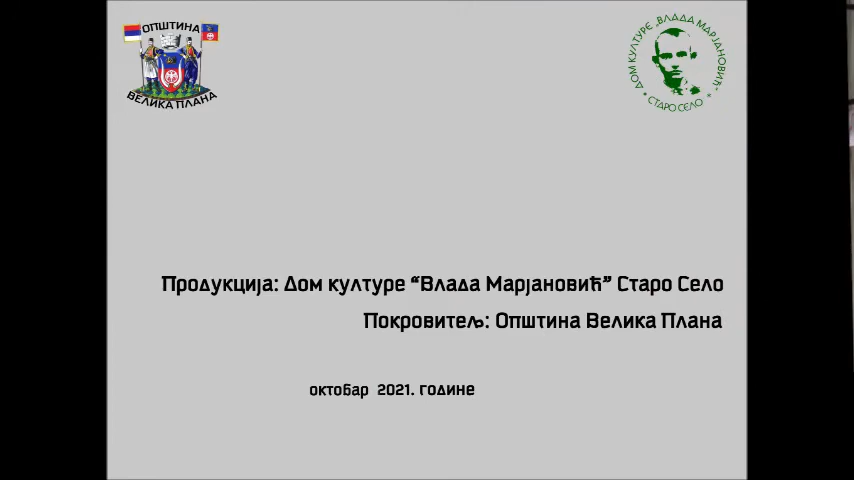 ОПШТИНА
ВЕЛИКА ПЛАНА
ДОМ КУЛТУРЕ „ВЛАДА МАРЈАНОВИЋ"
СТАРО СЕЛО
Продукција: Дом културе “Влада Марјановић” Старо Село
Покровитељ: Општина Велика Плана
октобар 2021. године